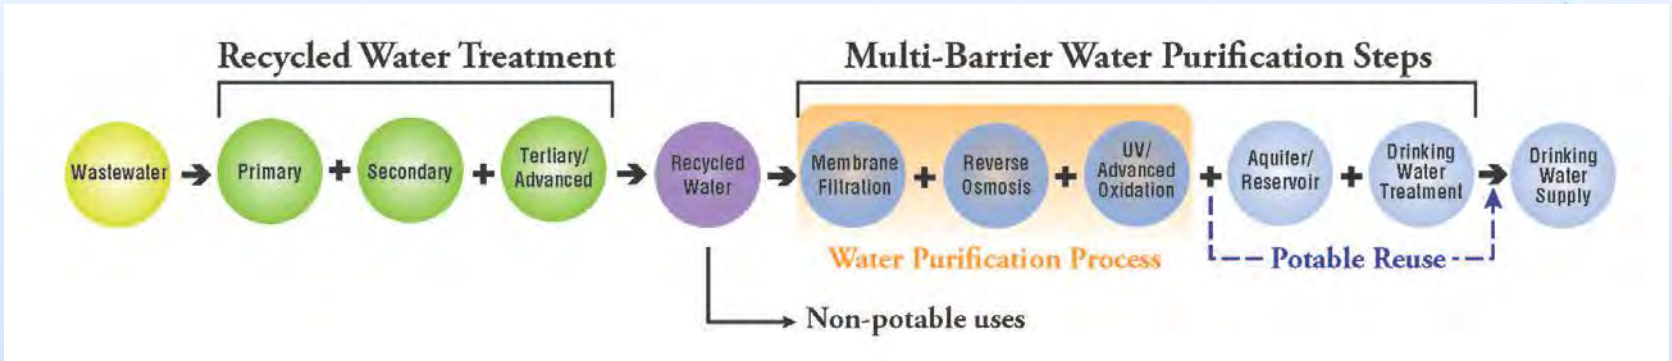 Recycled Water Treatment
Multi-Barrier Water Purification Steps
Wastewater
Primary
Secondary
Tertiary/
Advanced
Recycled
Water
Membrane
Filtration
Reverse
Osmosis
UV/
Advanced
Oxidation
Aquifer/
Reservoir
Drinking
Water
Treatment
Drinking
Water
Supply
Water Purification Process
Potable Reuse
Non-potable uses